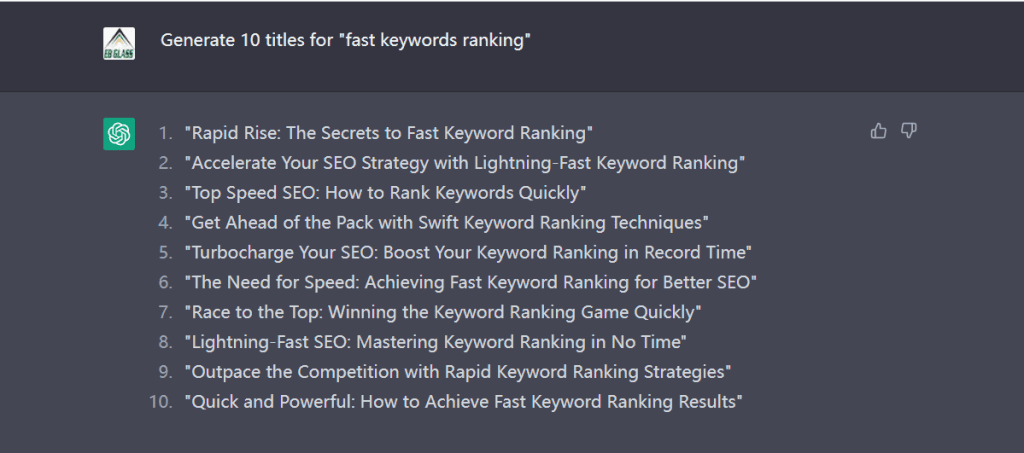 EB GLASS
Generate 10 titles for "fast keywords ranking"
1. "Rapid Rise: The Secrets to Fast Keyword Ranking"
2. "Accelerate Your SEO Strategy with Lightning-Fast Keyword Ranking"
3. "Top Speed SEO: How to Rank Keywords Quickly"
4. "Get Ahead of the Pack with Swift Keyword Ranking Techniques"
5. "Turbocharge Your SEO: Boost Your Keyword Ranking in Record Time"
6. "The Need for Speed: Achieving Fast Keyword Ranking for Better SEO"
7. "Race to the Top: Winning the Keyword Ranking Game Quickly"
8. "Lightning-Fast SEO: Mastering Keyword Ranking in No Time"
9. "Outpace the Competition with Rapid Keyword Ranking Strategies"
10. "Quick and Powerful: How to Achieve Fast Keyword Ranking Results"